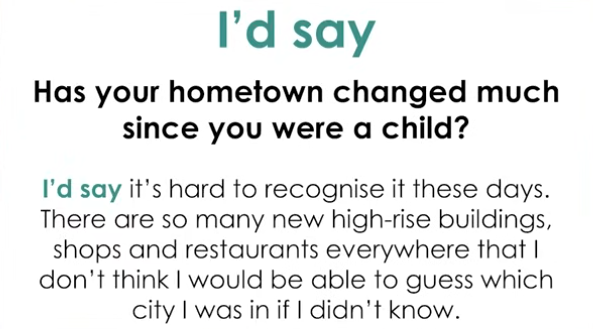 I'd say
Has your hometown changed much
since you were a child?
I'd say it's hard to recognise it these days.
There are so many new high-rise buildings,
shops and restaurants everywhere that I
don't think I would be able to guess which
city I was in if I didn't know.